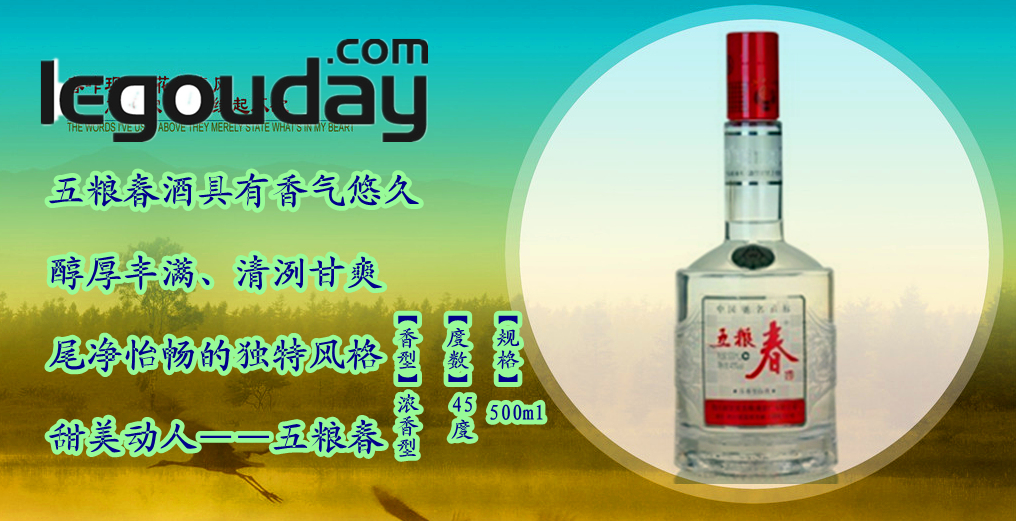 .com
legouday
THE WORDS I'VE US ABOVE THEY MERELY STATE WHAT'S IN MY BEART
五粮春酒具有香气悠久
醇厚丰满、清洌甘爽
尾净怡畅的独特风格
甜美动人——五粮春
【香型】浓香型
【度数】45度
【规格】500ml
五粮
春